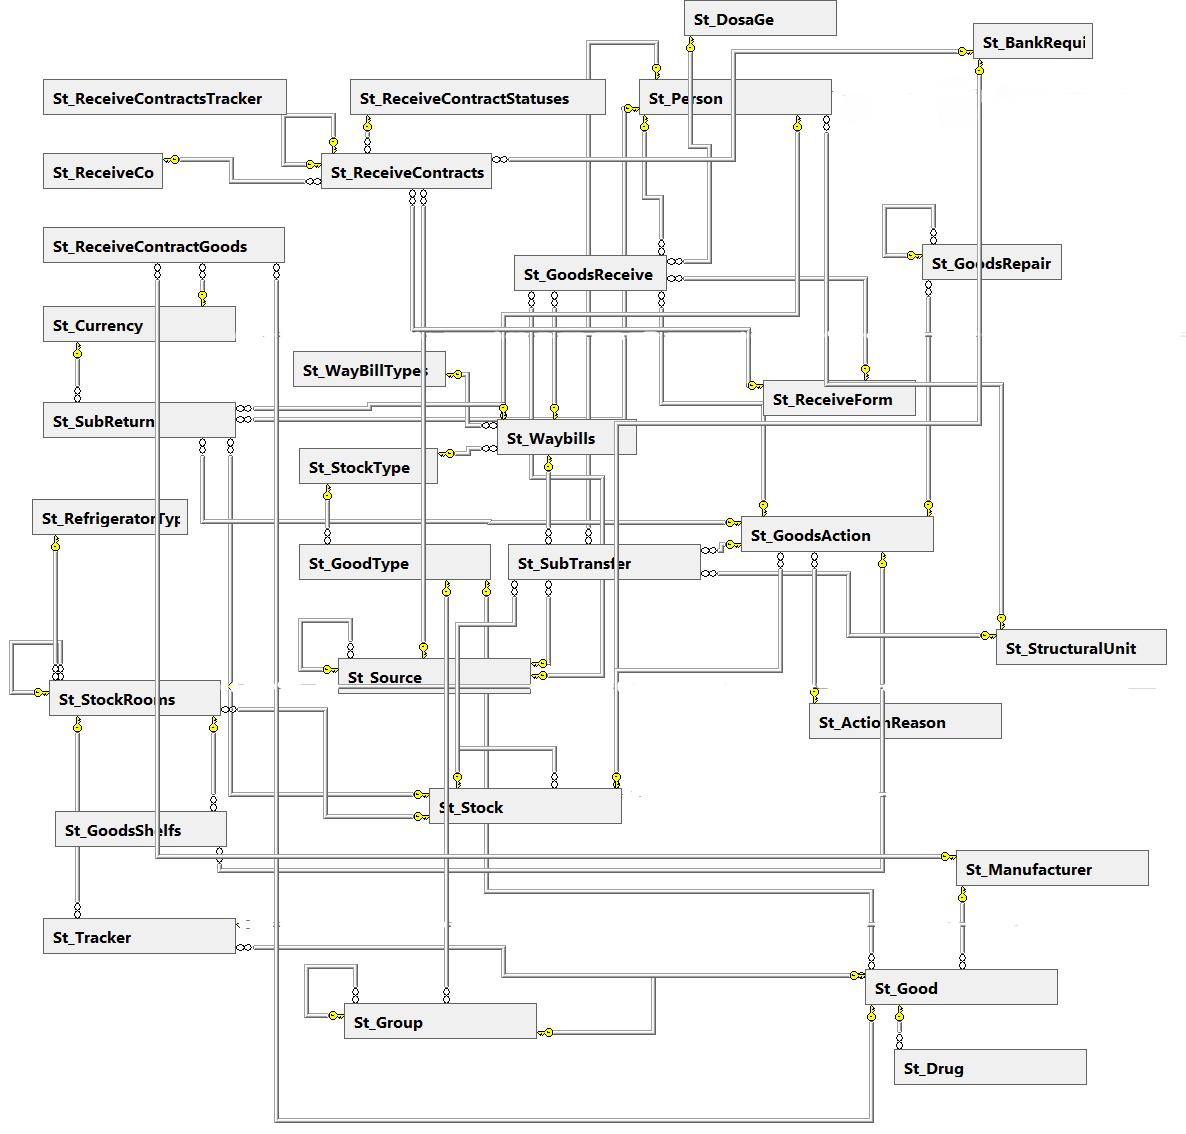 St_DosaGe
St_BankRequi
St_ReceiveContractsTracker
St_ReceiveContractStatuses
St_Person
St_ReceiveCo
St_ReceiveContracts
St_ReceiveContractGoods
St_GoodsReceive
St_GoodsRepair
St_Currency
St_WayBillTypes
St_ReceiveForm
St_SubReturn
St_Waybills
St_StockType
St_RefrigeratorTyp
St_GoodsAction
St_GoodType
St_SubTransfer
St_StructuralUnit
St_Source
St_StockRooms
St_ActionReason
St_Stock
St_GoodsShelfs
St_Manufacturer
St_Tracker
St_Good
St_Group
St_Drug